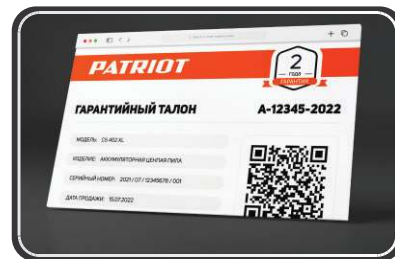 PATRIOT
2
ГОДА
ГАРАНТИЯ
ГАРАНТИЙНЫЙ ТАЛОН
A-12345-2022
МОДЕЛЬ: CS 402 XL
ИЗДЕЛИЕ: АККУМУЛЯТОРНАЯ ЦЕПНАЯ ПИЛА
СЕРИЙНЫЙ НОМЕР: 2021 / 07 / 12345678 / 001
ДАТА ПРОДАЖИ: 15.07.2022